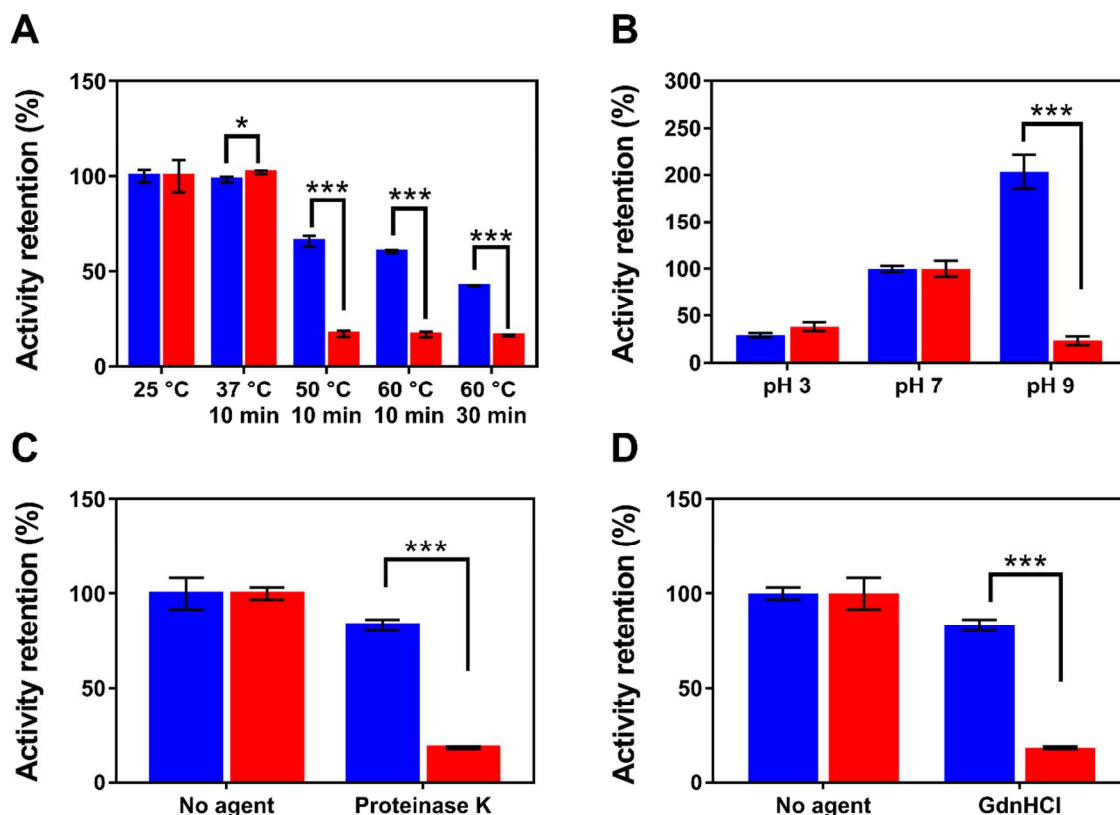 A
Activity retention (%)
150
100
50
0
*
***
***
***
25 °C 37 °C 50 °C 60 °C 60 °C
10 min 10 min 10 min 30 min
B
Activity retention (%)
300
250
200
150
100
50
0
***
pH 3 pH 7 pH 9
C
Activity retention (%)
150
100
50
0
***
No agent Proteinase K
D
Activity retention (%)
150
100
50
0
***
No agent GdnHCl